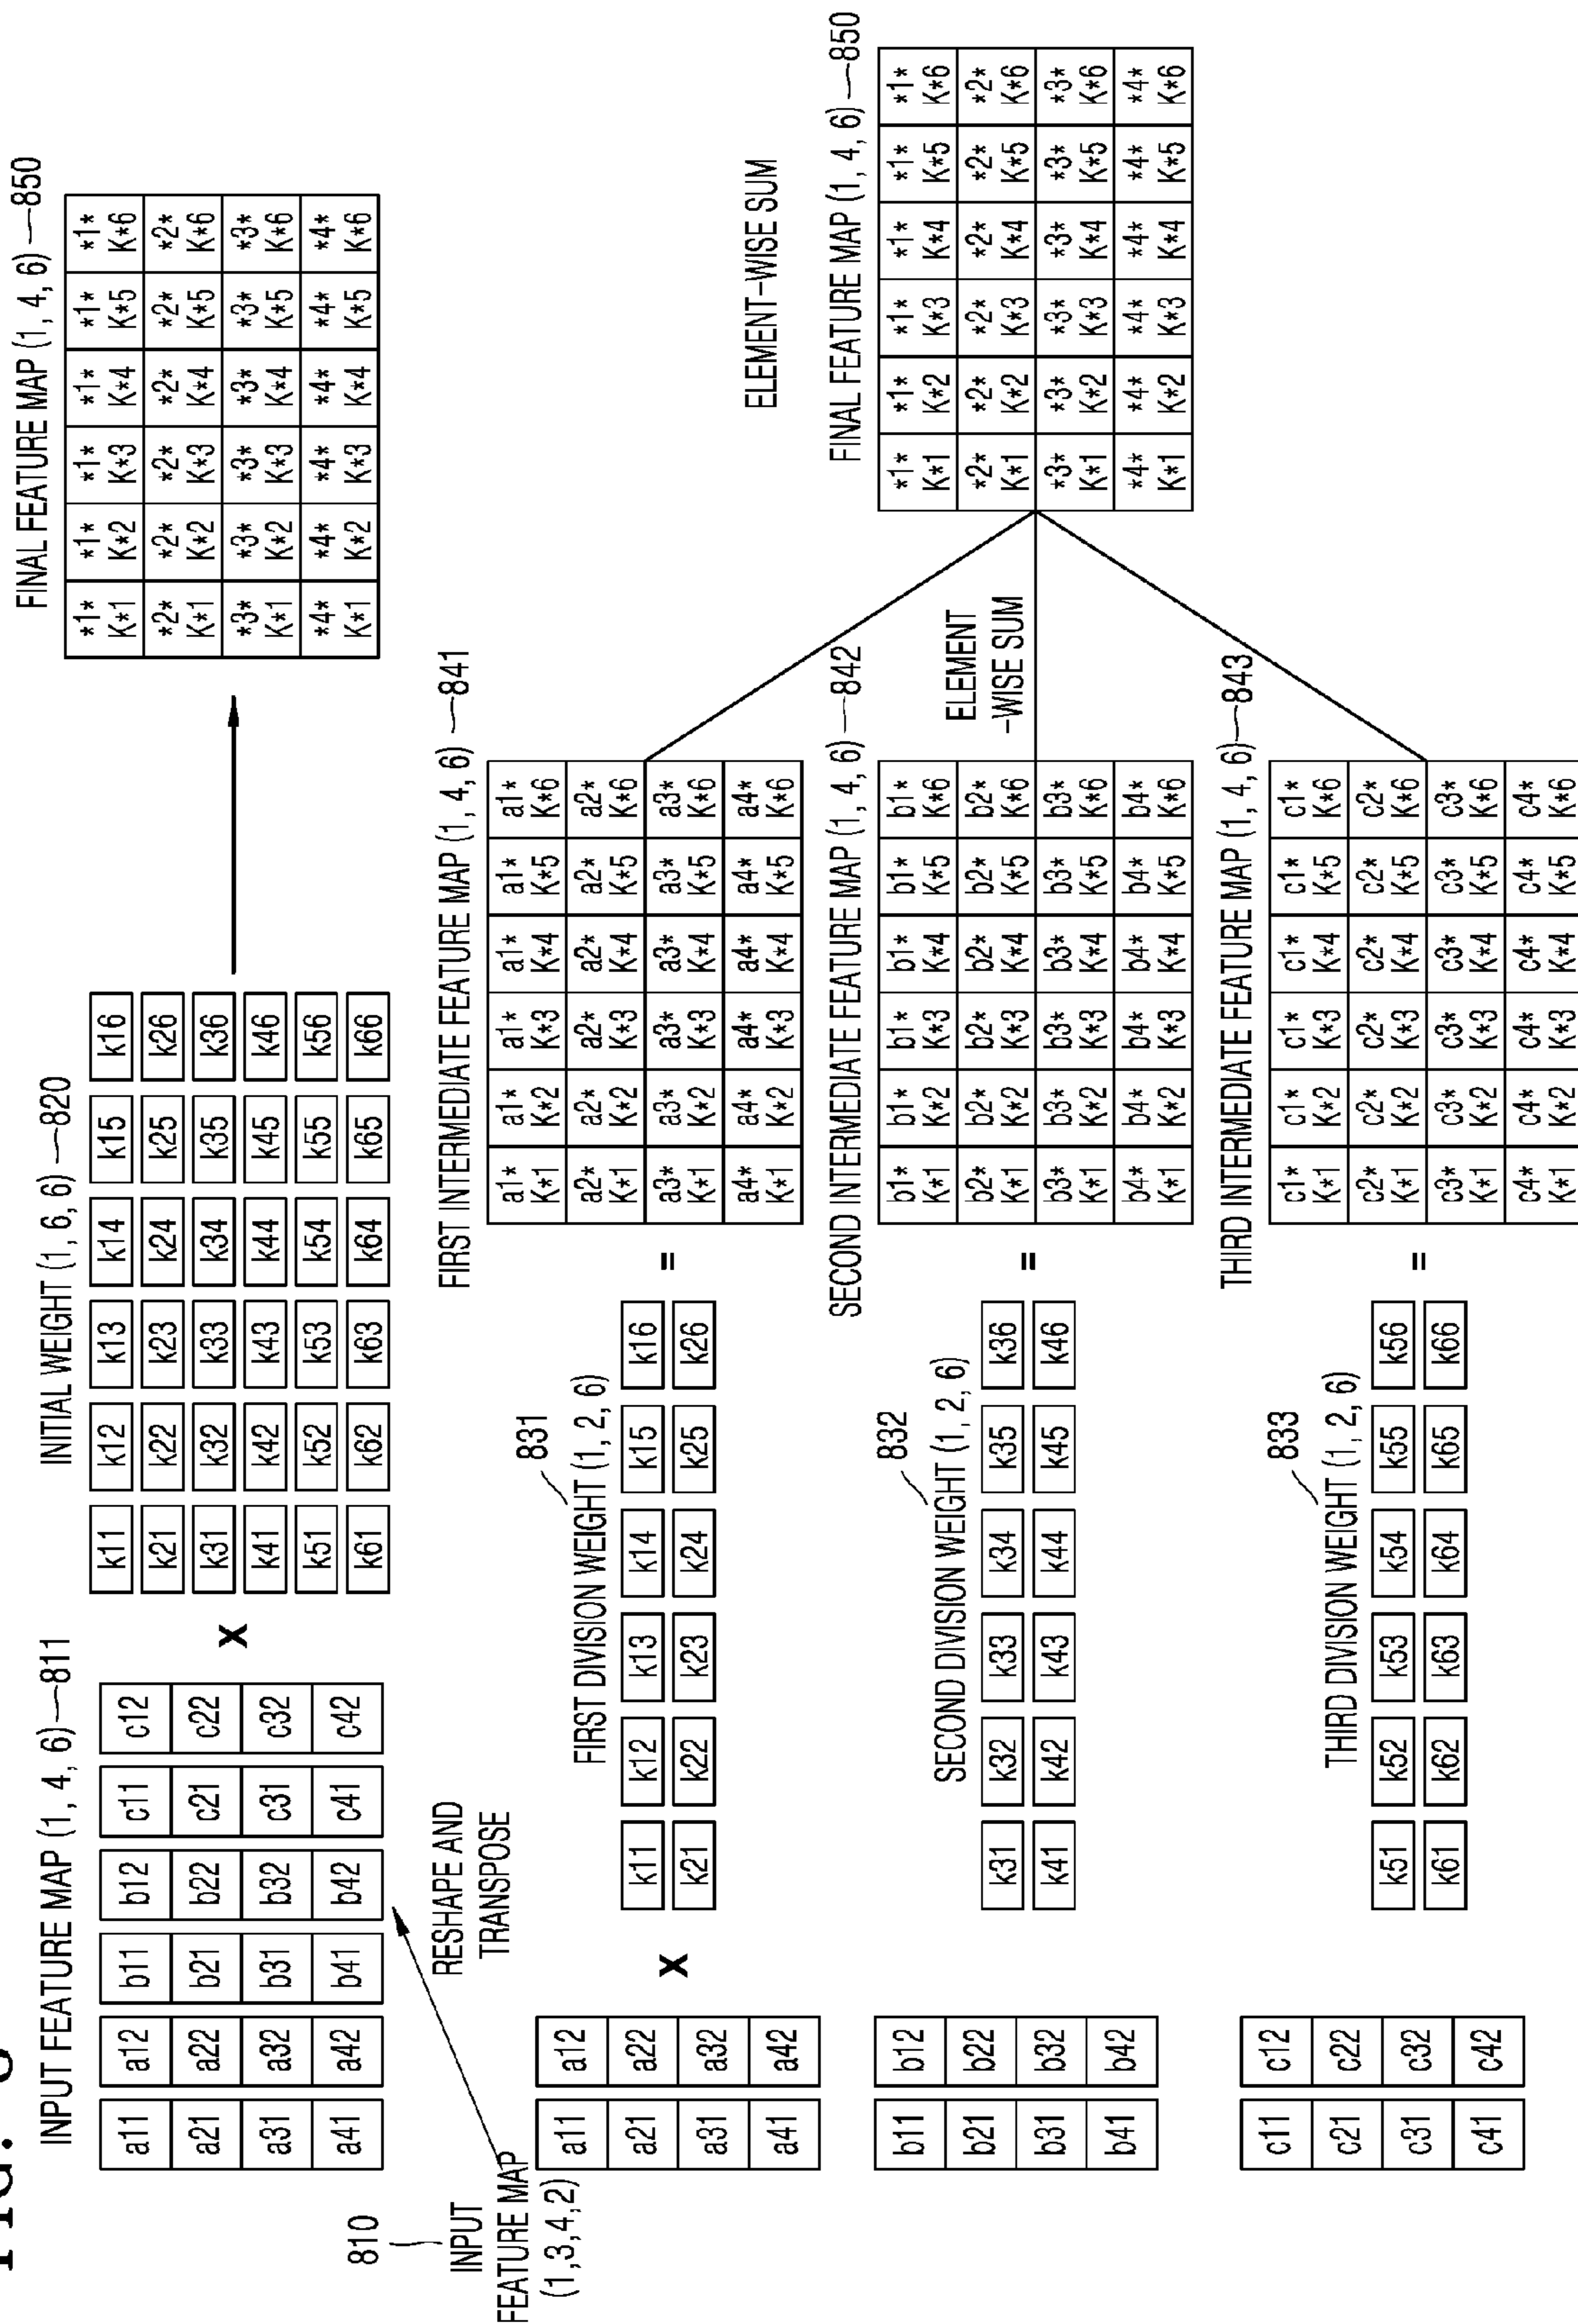 FIG. 8
INPUT FEATURE MAP (1, 4, 6) 811
a11 a12 b11 b12 c11 c12
a21 a22 b21 b22 c21 c22
a31 a32 b31 b32 c31 c32
a41 a42 b41 b42 c41 c42
X
INITIAL WEIGHT (1, 6, 6) 820
k11 k12 k13 k14 k15 k16
k21 k22 k23 k24 k25 k26
k31 k32 k33 k34 k35 k36
k41 k42 k43 k44 k45 k46
k51 k52 k53 k54 k55 k56
k61 k62 k63 k64 k65 k66
FINAL FEATURE MAP (1, 4, 6) 850
*1* *1* *1* *1* *1* *1*
K*1 K*2 K*3 K*4 K*5 K*6
*2* *2* *2* *2* *2* *2*
K*1 K*2 K*3 K*4 K*5 K*6
*3* *3* *3* *3* *3* *3*
K*1 K*2 K*3 K*4 K*5 K*6
*4* *4* *4* *4* *4* *4*
K*1 K*2 K*3 K*4 K*5 K*6
810
INPUT
FEATURE MAP
(1,3,4,2)
RESHAPE AND
TRANSPOSE
a11 a12
a21 a22
a31 a32
a41 a42
X
831
FIRST DIVISION WEIGHT (1, 2, 6)
k11 k12 k13 k14 k15 k16
k21 k22 k23 k24 k25 k26
=
FIRST INTERMEDIATE FEATURE MAP (1, 4, 6) 841
a1* a1* a1* a1* a1* a1*
K*1 K*2 K*3 K*4 K*5 K*6
a2* a2* a2* a2* a2* a2*
K*1 K*2 K*3 K*4 K*5 K*6
a3* a3* a3* a3* a3* a3*
K*1 K*2 K*3 K*4 K*5 K*6
a4* a4* a4* a4* a4* a4*
K*1 K*2 K*3 K*4 K*5 K*6
b11 b12
b21 b22
b31 b32
b41 b42
832
SECOND DIVISION WEIGHT (1, 2, 6)
k31 k32 k33 k34 k35 k36
k41 k42 k43 k44 k45 k46
=
SECOND INTERMEDIATE FEATURE MAP (1, 4, 6) 842
b1* b1* b1* b1* b1* b1*
K*1 K*2 K*3 K*4 K*5 K*6
b2* b2* b2* b2* b2* b2*
K*1 K*2 K*3 K*4 K*5 K*6
b3* b3* b3* b3* b3* b3*
K*1 K*2 K*3 K*4 K*5 K*6
b4* b4* b4* b4* b4* b4*
K*1 K*2 K*3 K*4 K*5 K*6
ELEMENT
-WISE SUM
ELEMENT-WISE SUM
FINAL FEATURE MAP (1, 4, 6) 850
*1* *1* *1* *1* *1* *1*
K*1 K*2 K*3 K*4 K*5 K*6
*2* *2* *2* *2* *2* *2*
K*1 K*2 K*3 K*4 K*5 K*6
*3* *3* *3* *3* *3* *3*
K*1 K*2 K*3 K*4 K*5 K*6
*4* *4* *4* *4* *4* *4*
K*1 K*2 K*3 K*4 K*5 K*6
c11 c12
c21 c22
c31 c32
c41 c42
833
THIRD DIVISION WEIGHT (1, 2, 6)
k51 k52 k53 k54 k55 k56
k61 k62 k63 k64 k65 k66
=
THIRD INTERMEDIATE FEATURE MAP (1, 4, 6) 843
c1* c1* c1* c1* c1* c1*
K*1 K*2 K*3 K*4 K*5 K*6
c2* c2* c2* c2* c2* c2*
K*1 K*2 K*3 K*4 K*5 K*6
c3* c3* c3* c3* c3* c3*
K*1 K*2 K*3 K*4 K*5 K*6
c4* c4* c4* c4* c4* c4*
K*1 K*2 K*3 K*4 K*5 K*6